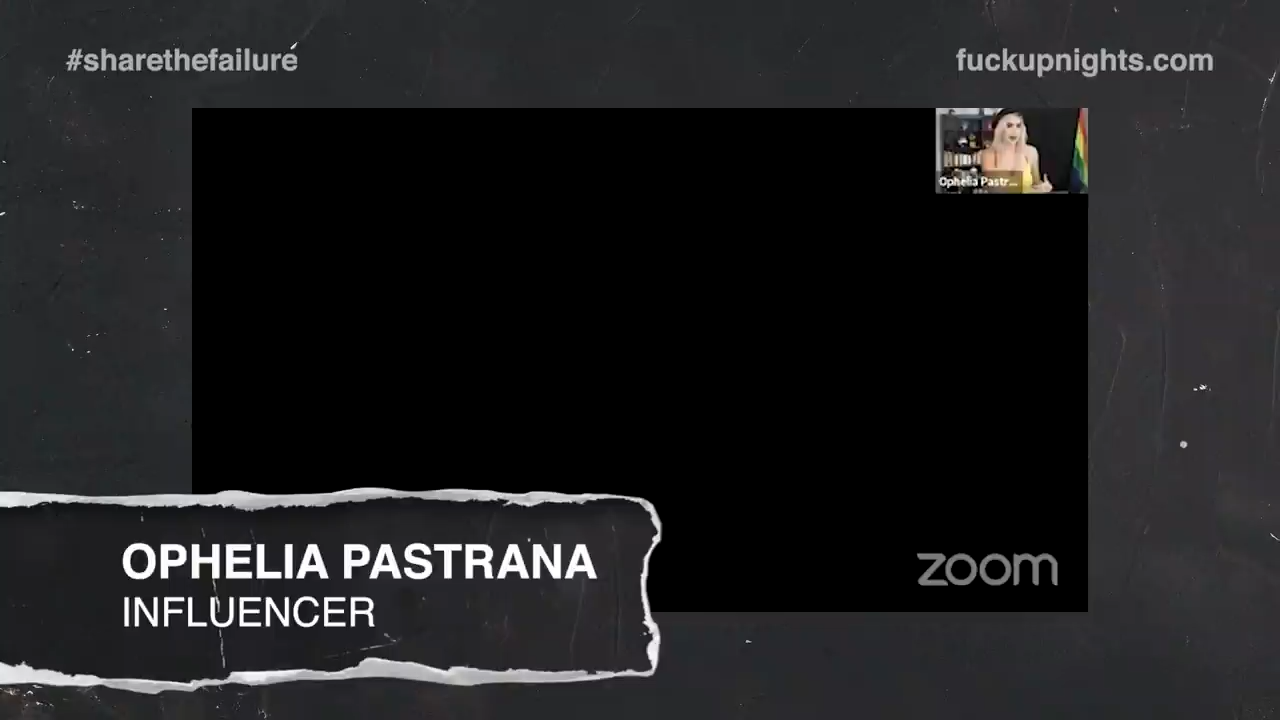 #sharethefailure
fuckupnights.com
Ophelia Pastr...
OPHELIA PASTRANA
INFLUENCER
zoom